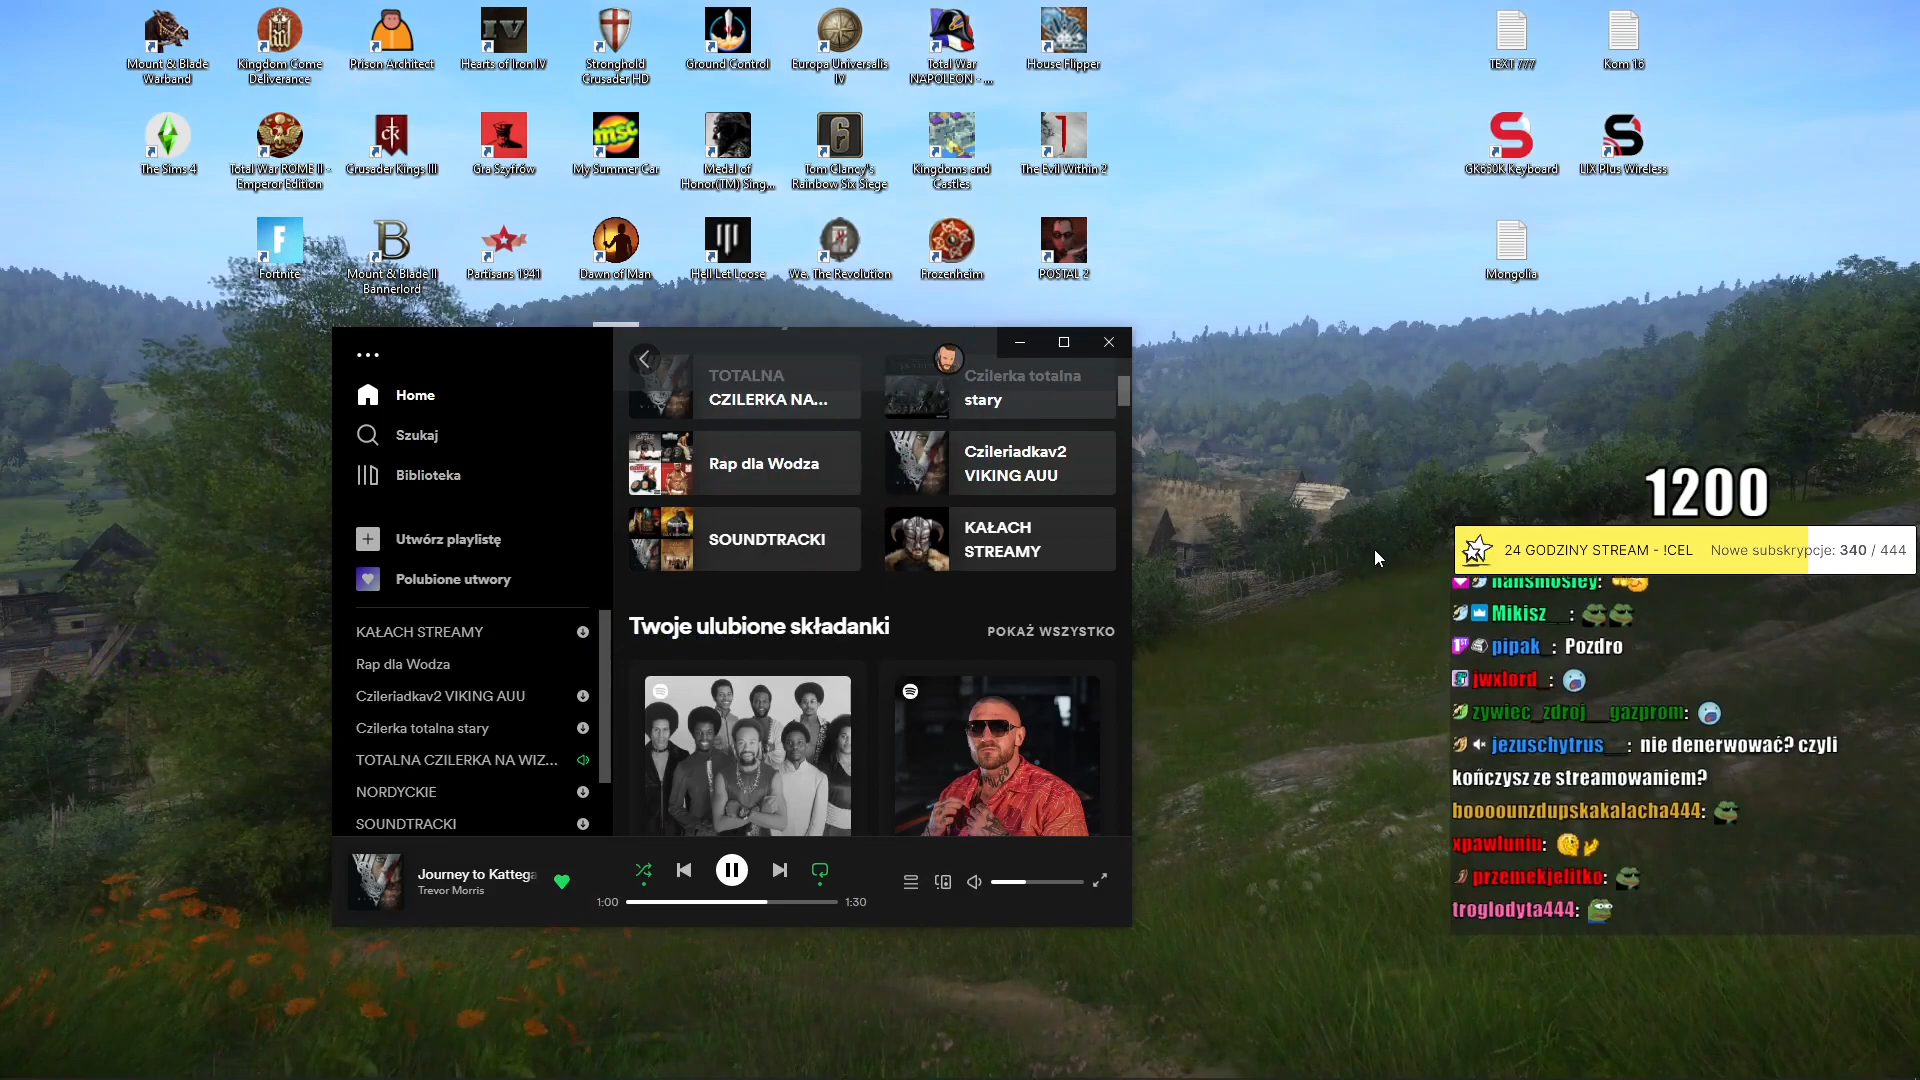 Mount & Blade
Warband
Kingdom Come
Deliverance
Prison Architect
Hearts of Iron IV
Stronghold
Crusader HD
Ground Control
Europa Universalis
IV
Total War
NAPOLEON - ...
House Flipper
TEXT 777
Kom 16
The Sims 4
Total War ROME II -
Emperor Edition
Crusader Kings III
Gra Szyfrów
My Summer Car
Medal of
Honor(TM) Sing...
Tom Clancy's
Rainbow Six Siege
Kingdoms and
Castles
The Evil Within 2
GK630K Keyboard
LIX Plus Wireless
Fortnite
Mount & Blade II
Bannerlord
Partisans 1941
Dawn of Man
Hell Let Loose
We. The Revolution
Frozenheim
POSTAL 2
Mongolia
Home
Szukaj
Biblioteka
Utwórz playlistę
Polubione utwory
KAŁACH STREAMY
Rap dla Wodza
Czileriadkav2 VIKING AUU
Czilerka totalna stary
TOTALNA CZILERKA NA WIZ...
NORDYCKIE
SOUNDTRACKI
TOTALNA
CZILERKA NA...
Czilerka totalna
stary
Rap dla Wodza
Czileriadkav2
VIKING AUU
SOUNDTRACKI
KAŁACH
STREAMY
Twoje ulubione składanki
POKAŻ WSZYSTKO
Journey to Kattega
Trevor Morris
1:00
1:30
1200
24 GODZINY STREAM - !CEL Nowe subskrypcje: 340 / 444
hansmosley:
Mikisz__:
pipak_: Pozdro
jwxlord_:
zywiec_zdroj__gazprom:
jezuschytrus__: nie denerwować? czyli
kończysz ze streamowaniem?
boooounzdupskakalacha444:
xpawluniu:
przemekjelitko:
troglodyta444: